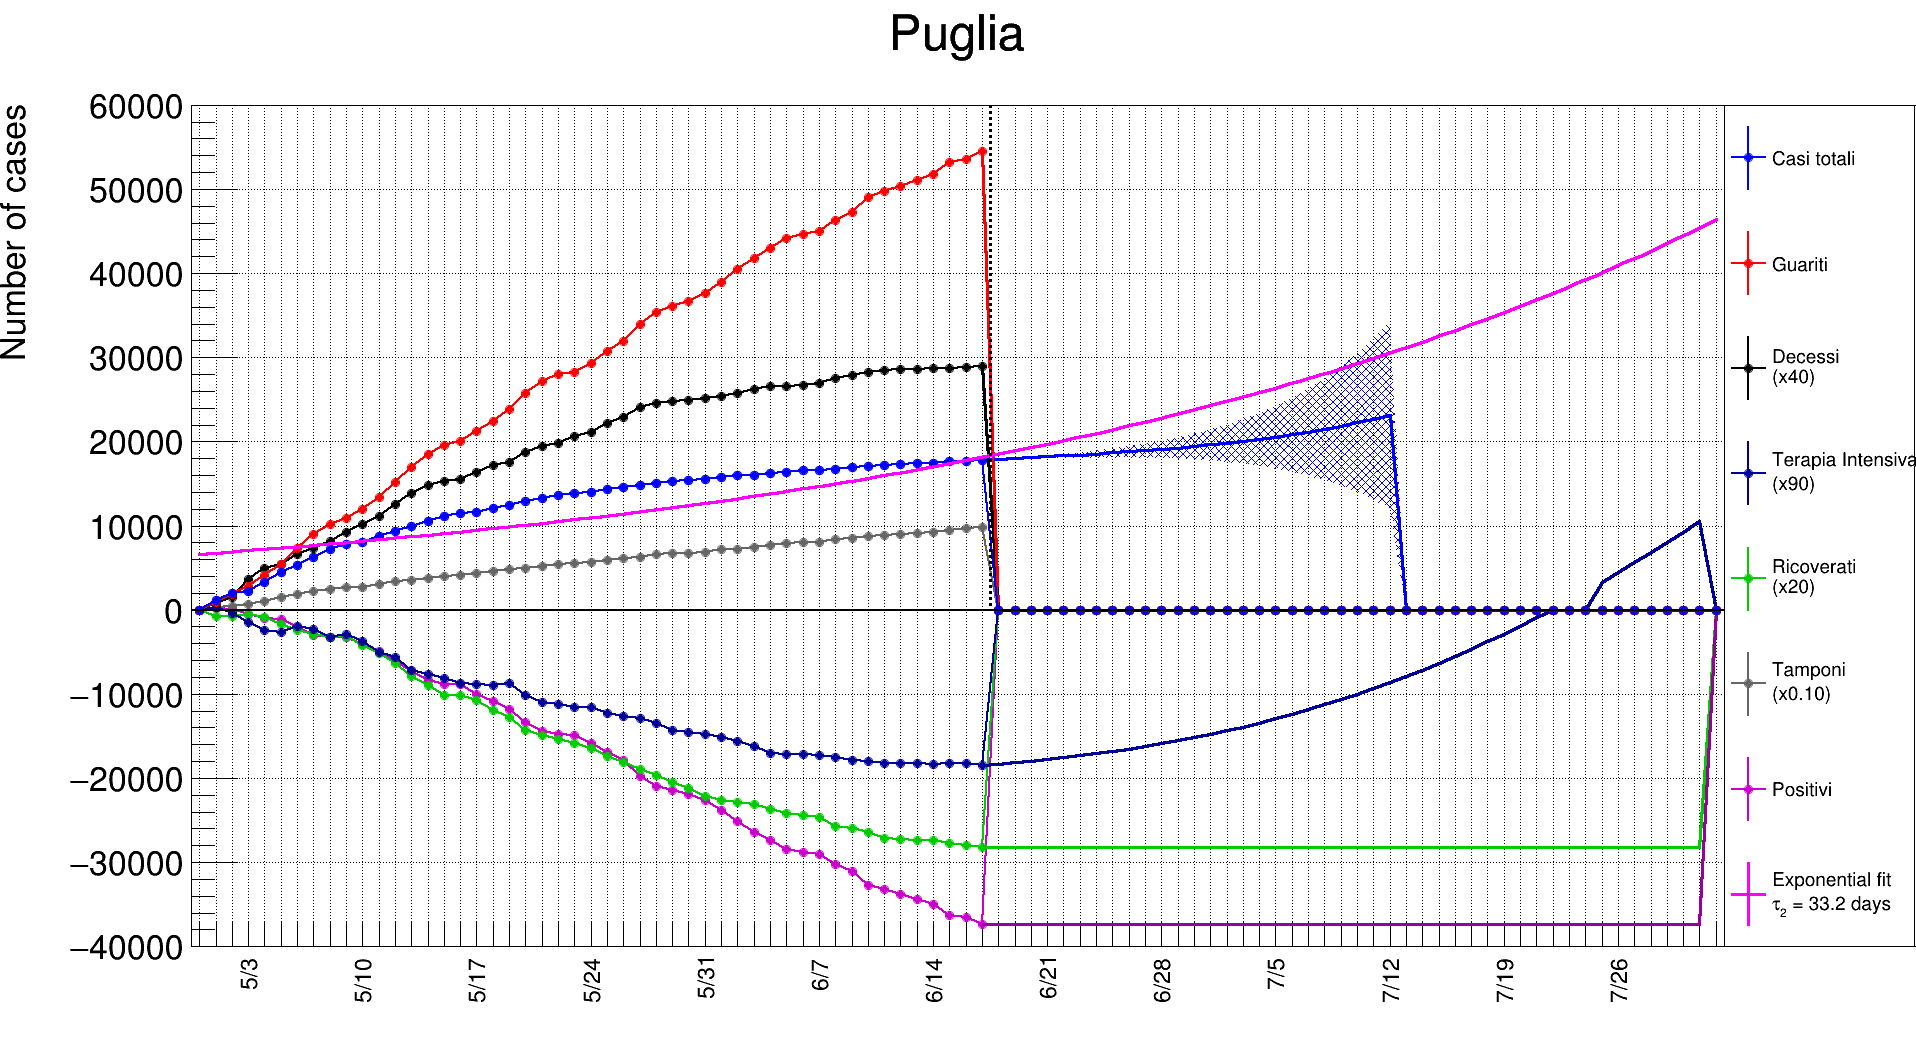 Puglia
Number of cases
60000
50000
40000
30000
20000
10000
0
−10000
−20000
−30000
−40000
5/3
5/10
5/17
5/24
5/31
6/7
6/14
6/21
6/28
7/5
7/12
7/19
7/26
Casi totali
Guariti
Decessi
(x40)
Terapia Intensiva
(x90)
Ricoverati
(x20)
Tamponi
(x0.10)
Positivi
Exponential fit
τ2 = 33.2 days